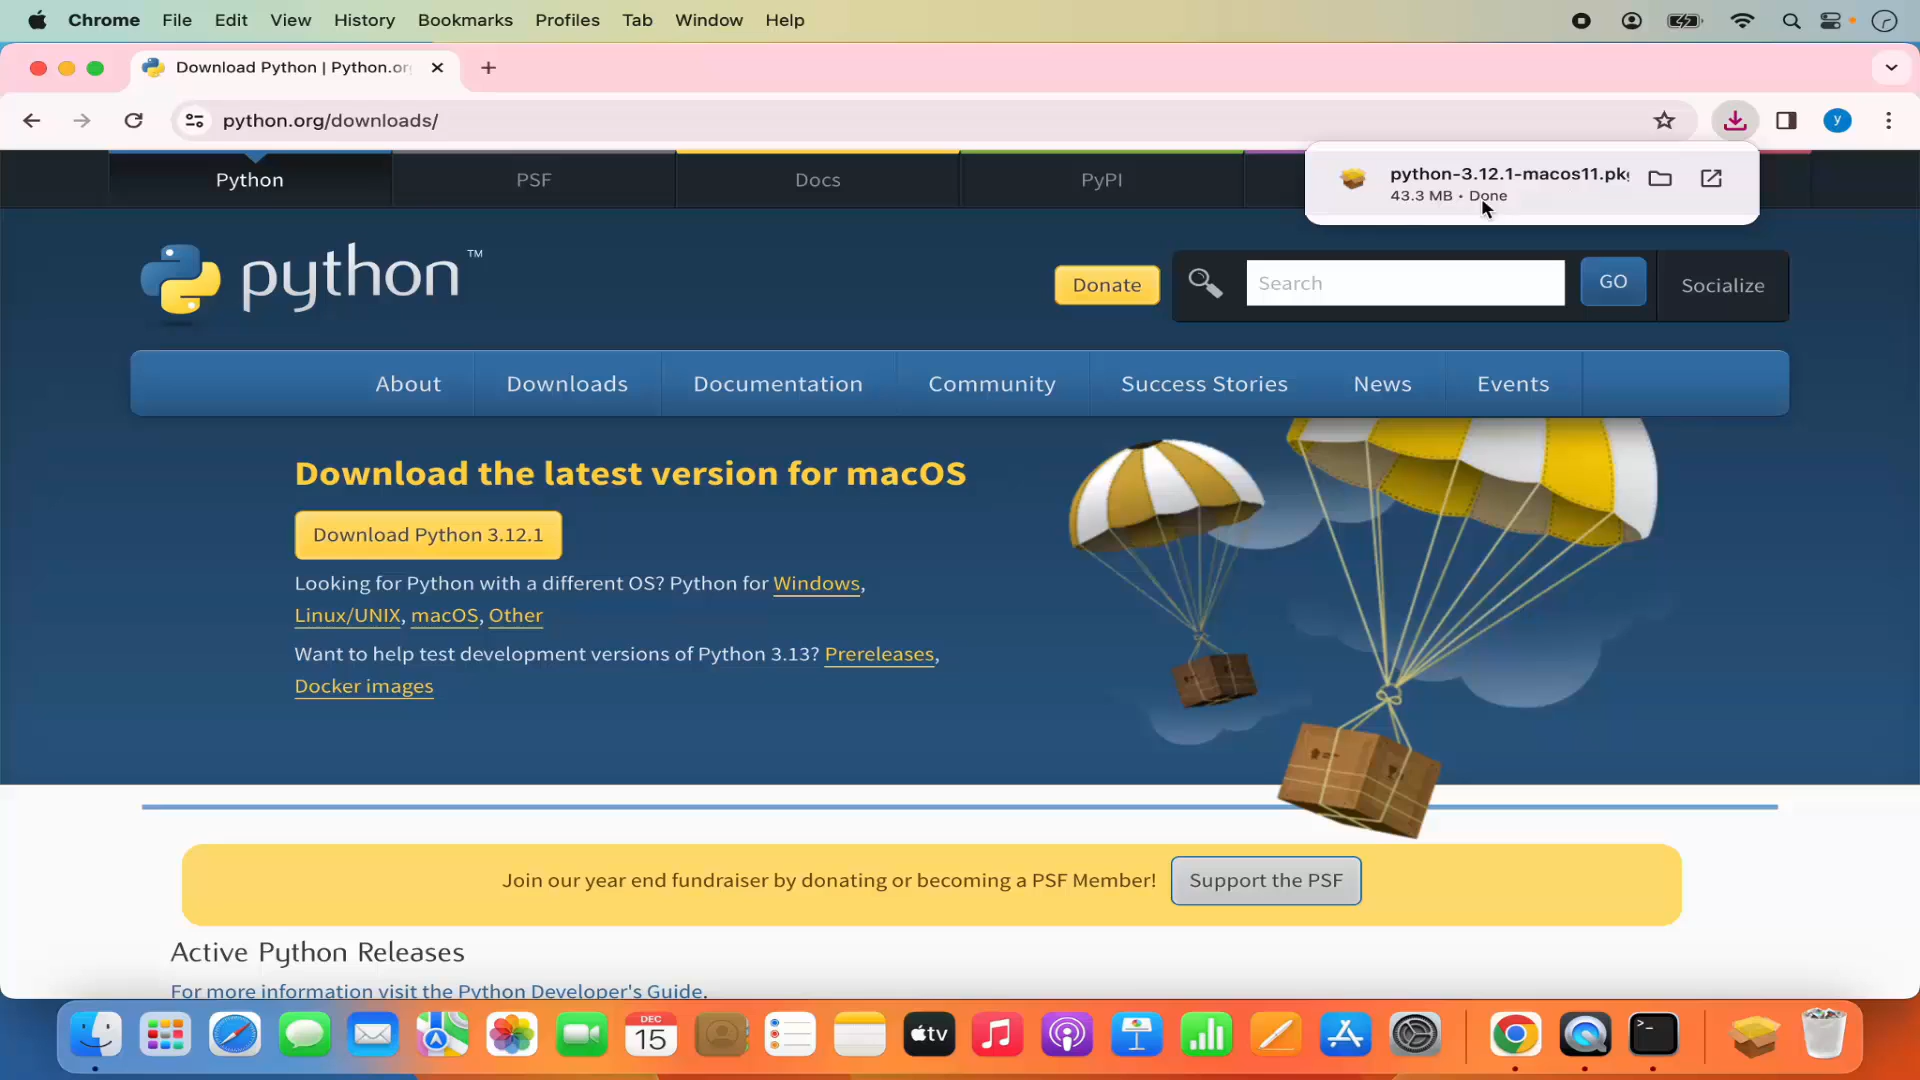 Chrome File Edit View History Bookmarks Profiles Tab Window Help
Download Python | Python.or
python.org/downloads/
y
Python PSF Docs PyPI
python-3.12.1-macos11.pk
43.3 MB • Done
python™
Donate
Search
GO
Socialize
About Downloads Documentation Community Success Stories News Events
Download the latest version for macOS
Download Python 3.12.1
Looking for Python with a different OS? Python for Windows,
Linux/UNIX, macOS, Other
Want to help test development versions of Python 3.13? Prereleases,
Docker images
Join our year end fundraiser by donating or becoming a PSF Member! Support the PSF
Active Python Releases
For more information visit the Python Developer's Guide.
DEC
15
tv
>_